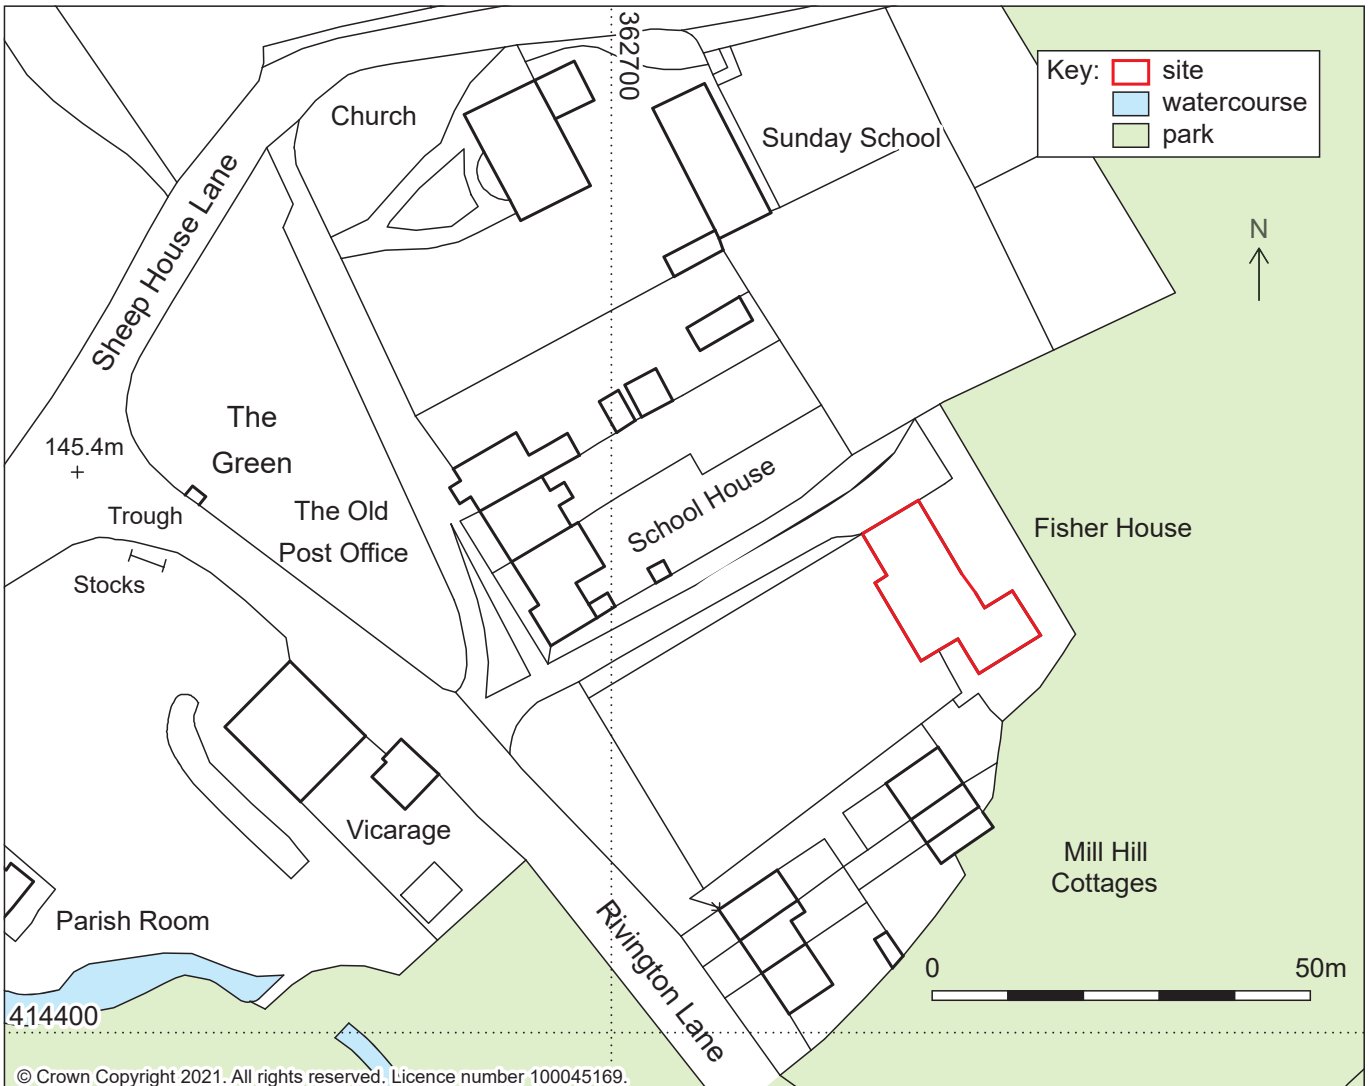 362700
Key:
site
watercourse
park
Church
Sunday School
Sheep House Lane
N
The
Green
145.4m
Trough
The Old
Post Office
School House
Fisher House
Stocks
Vicarage
Mill Hill
Cottages
Parish Room
Rivington Lane
0
50m
414400
© Crown Copyright 2021. All rights reserved. Licence number 100045169.